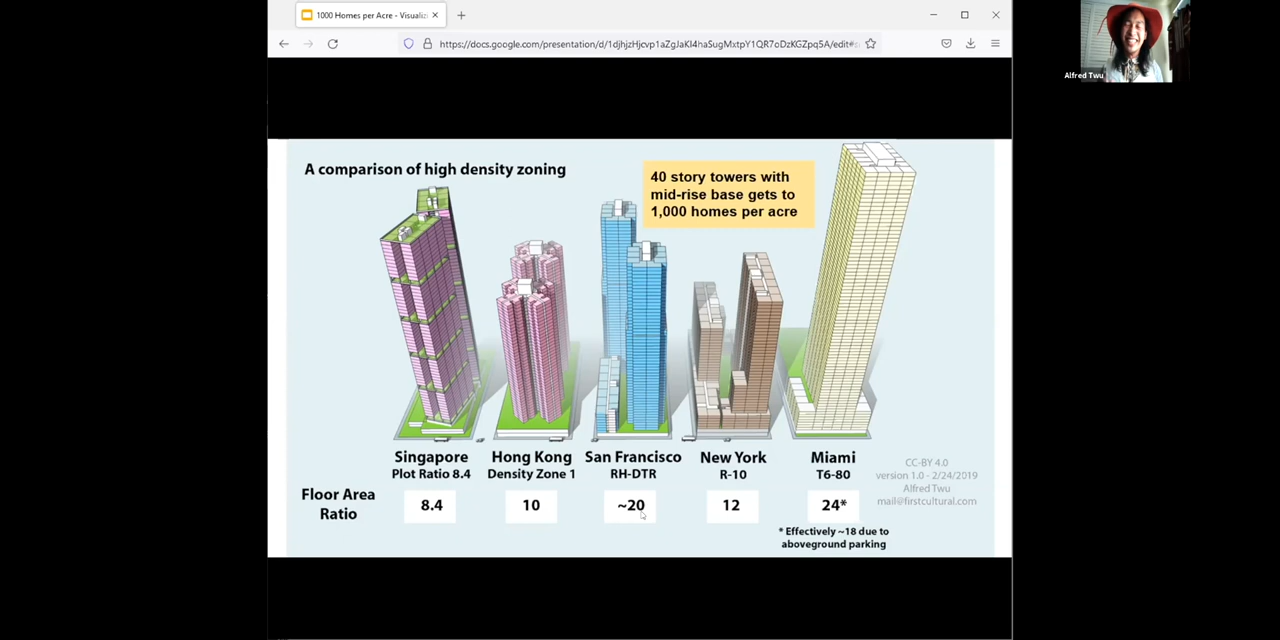 1000 Homes per Acre - Visualizi
https://docs.google.com/presentation/d/1djhjzHjcvp1aZgJaKI4haSugMxtpY1QR7oDzKGZpq5A/edit#
Alfred Twu
A comparison of high density zoning
40 story towers with
mid-rise base gets to
1,000 homes per acre
Singapore
Plot Ratio 8.4
Hong Kong
Density Zone 1
San Francisco
RH-DTR
New York
R-10
Miami
T6-80
Floor Area
Ratio
8.4
10
~20
12
24*
* Effectively ~18 due to
aboveground parking
CC-BY 4.0
version 1.0 - 2/24/2019
Alfred Twu
mail@firstcultural.com